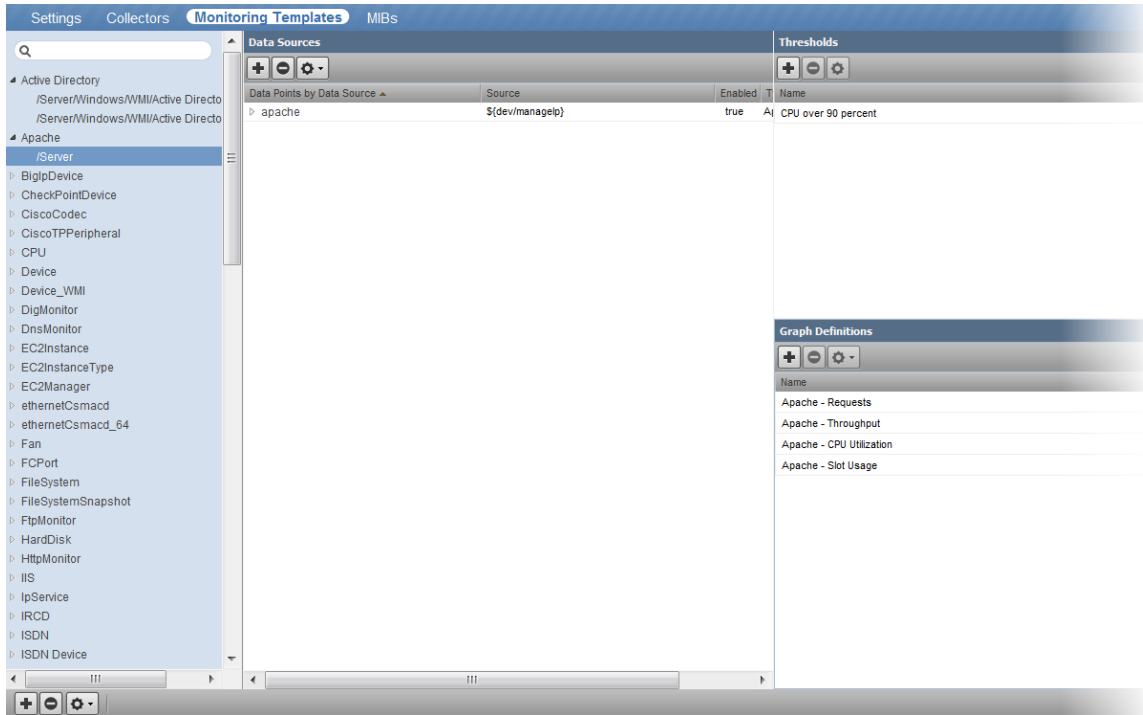 Settings Collectors Monitoring Templates MIBs
Data Sources
Thresholds
Active Directory
/Server/Windows/WMI/Active Directo
/Server/Windows/WMI/Active Directo
Apache
/Server
BigIpDevice
CheckPointDevice
CiscoCodec
CiscoTPPeripheral
CPU
Device
Device_WMI
DigMonitor
DnsMonitor
EC2Instance
EC2InstanceType
EC2Manager
ethernetCsmacd
ethernetCsmacd_64
Fan
FCPort
FileSystem
FileSystemSnapshot
FtpMonitor
HardDisk
HttpMonitor
IIS
IpService
IRCD
ISDN
ISDN Device
Data Points by Data Source Source Enabled T
apache ${dev/manageIp} true A
Name
CPU over 90 percent
Graph Definitions
Name
Apache - Requests
Apache - Throughput
Apache - CPU Utilization
Apache - Slot Usage